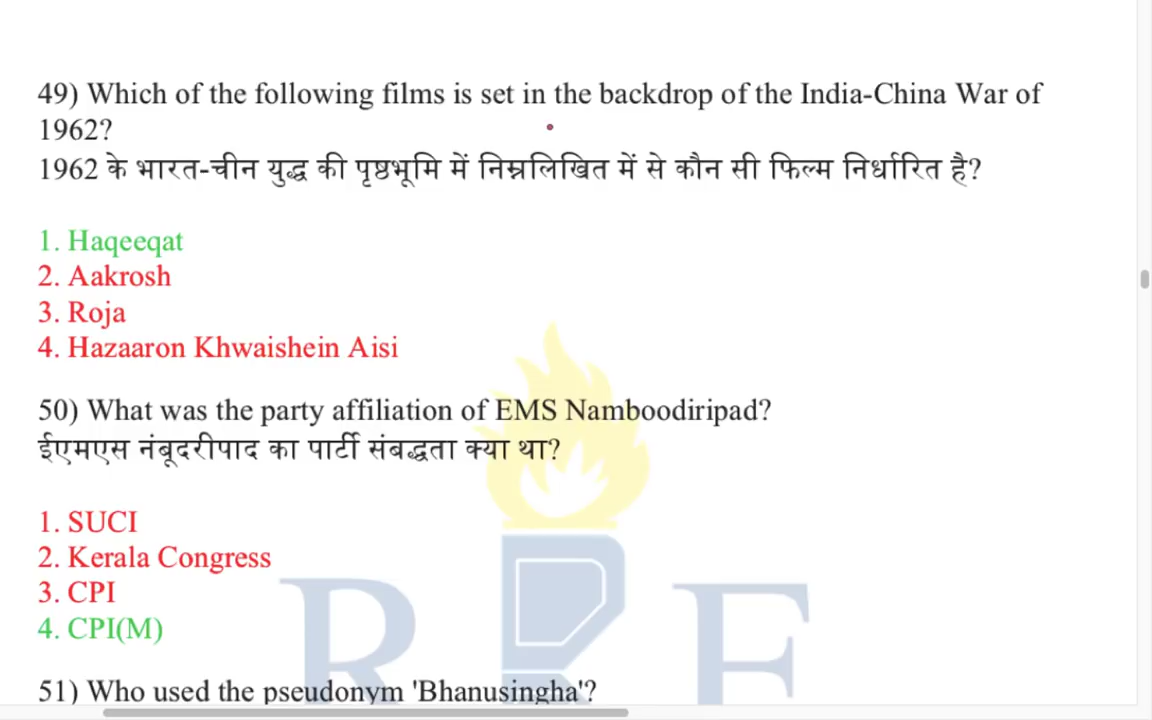 49) Which of the following films is set in the backdrop of the India-China War of
1962?
1962 के भारत-चीन युद्ध की पृष्ठभूमि में निम्नलिखित में से कौन सी फिल्म निर्धारित है?
1. Haqeeqat
2. Aakrosh
3. Roja
4. Hazaaron Khwaishein Aisi
50) What was the party affiliation of EMS Namboodiripad?
ईएमएस नंबूदरीपाद का पार्टी संबद्धता क्या था?
1. SUCI
2. Kerala Congress
3. CPI
4. CPI(M)
51) Who used the pseudonym 'Bhanusingha'?